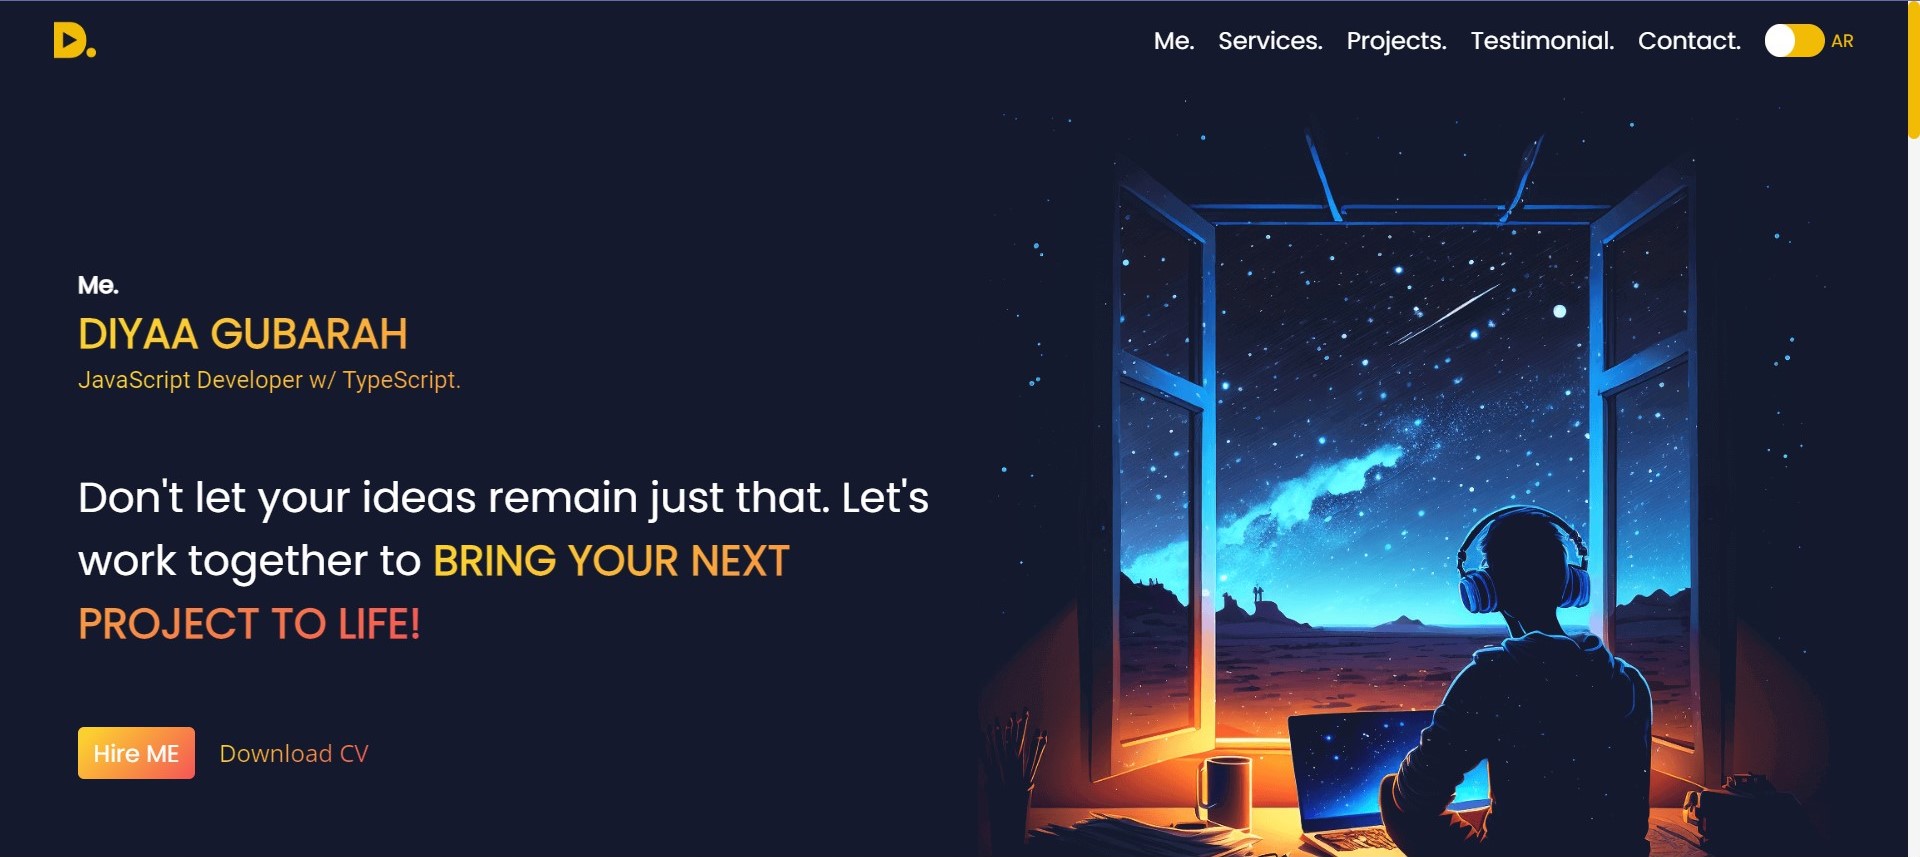 D.
Me. Services. Projects. Testimonial. Contact. AR
Me.
DIYAA GUBARAH
JavaScript Developer w/ TypeScript.
Don't let your ideas remain just that. Let's
work together to BRING YOUR NEXT
PROJECT TO LIFE!
Hire ME Download CV